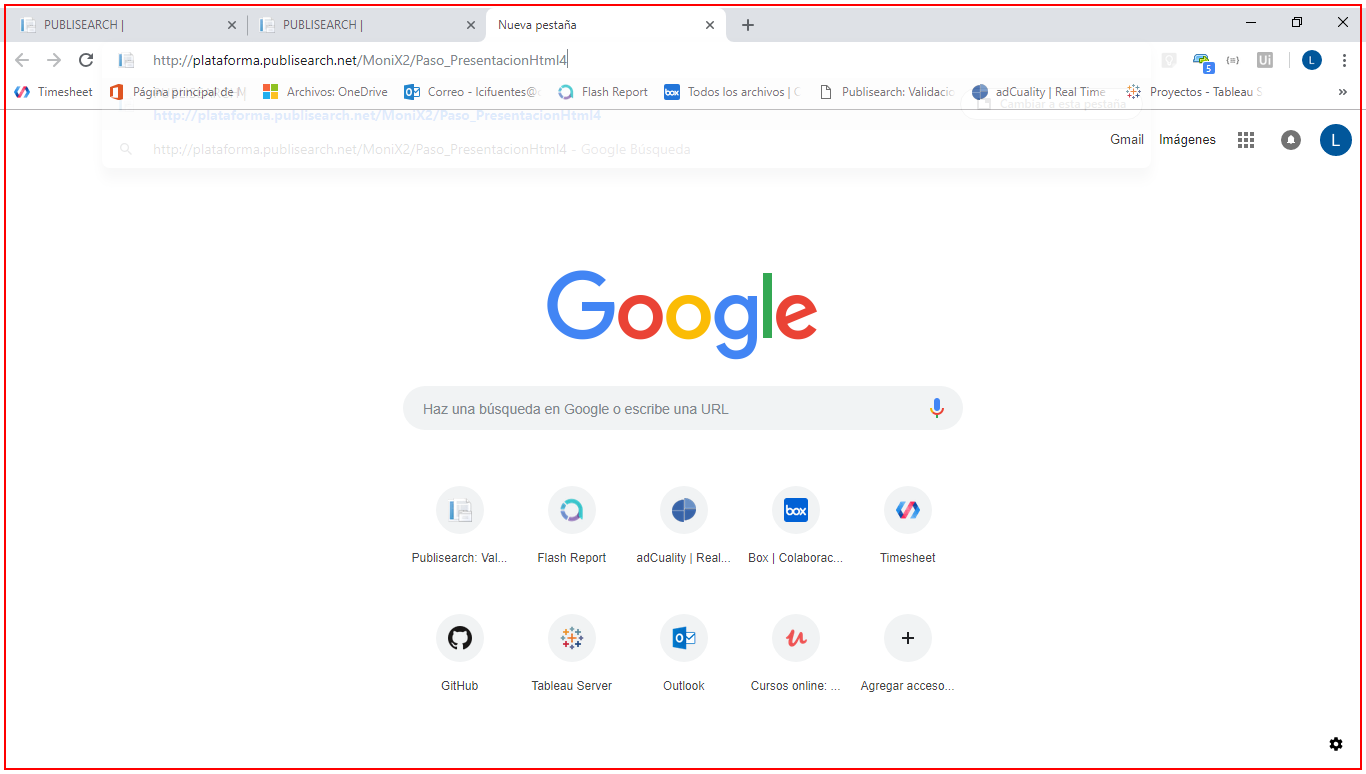 PUBLISEARCH |
PUBLISEARCH |
Nueva pestaña
http://plataforma.publisearch.net/MoniX2/Paso_PresentacionHtml4
5
Ui
L
Timesheet
Página principal de M
Archivos: OneDrive
Correo - lcifuentes@
Flash Report
box
Todos los archivos | C
Publisearch: Validacio
adCuality | Real Time
Proyectos - Tableau S
»
http://plataforma.publisearch.net/MoniX2/Paso_PresentacionHtml4
Cambiar a esta pestaña
http://plataforma.publisearch.net/MoniX2/Paso_PresentacionHtml4 - Google Búsqueda
Gmail
Imágenes
L
Google
Haz una búsqueda en Google o escribe una URL
box
Publisearch: Val...
Flash Report
adCuality | Real...
Box | Colaborac...
Timesheet
GitHub
Tableau Server
Outlook
Cursos online: ...
Agregar acceso...